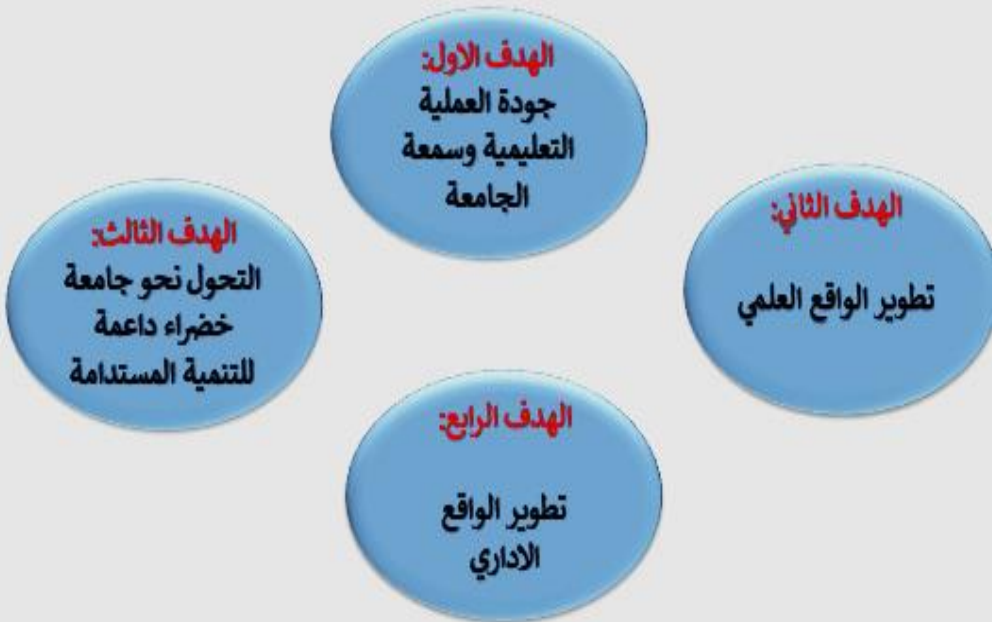 الهدف الاول:
جودة العملية
التعليمية وسمعة
الجامعة
الهدف الثاني:
تطوير الواقع العلمي
الهدف الثالث:
التحول نحو جامعة
خضراء داعمة
للتنمية المستدامة
الهدف الرابع:
تطوير الواقع
الاداري